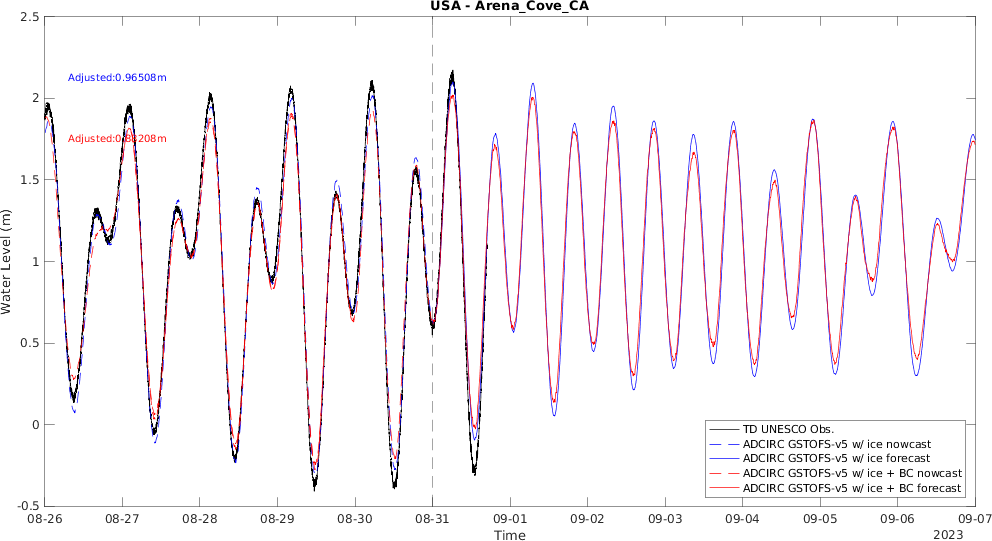 USA - Arena_Cove_CA
2.5
2
1.5
1
0.5
0
-0.5
Water Level (m)
Adjusted:0.96508m
Adjusted:0.88208m
TD UNESCO Obs.
ADCIRC GSTOFS-v5 w/ ice nowcast
ADCIRC GSTOFS-v5 w/ ice forecast
ADCIRC GSTOFS-v5 w/ ice + BC nowcast
ADCIRC GSTOFS-v5 w/ ice + BC forecast
08-26 08-27 08-28 08-29 08-30 08-31 09-01 09-02 09-03 09-04 09-05 09-06 09-07
Time
2023